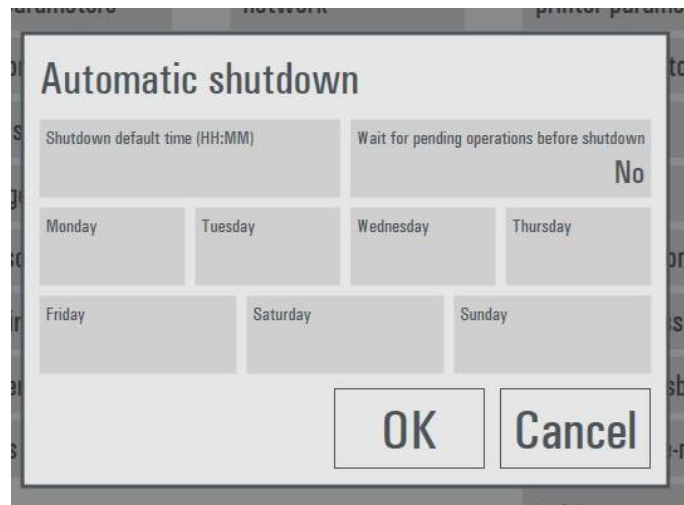 network
Automatic shutdown
Shutdown default time (HH:MM)
Wait for pending operations before shutdown
No
Monday
Tuesday
Wednesday
Thursday
Friday
Saturday
Sunday
OK
Cancel